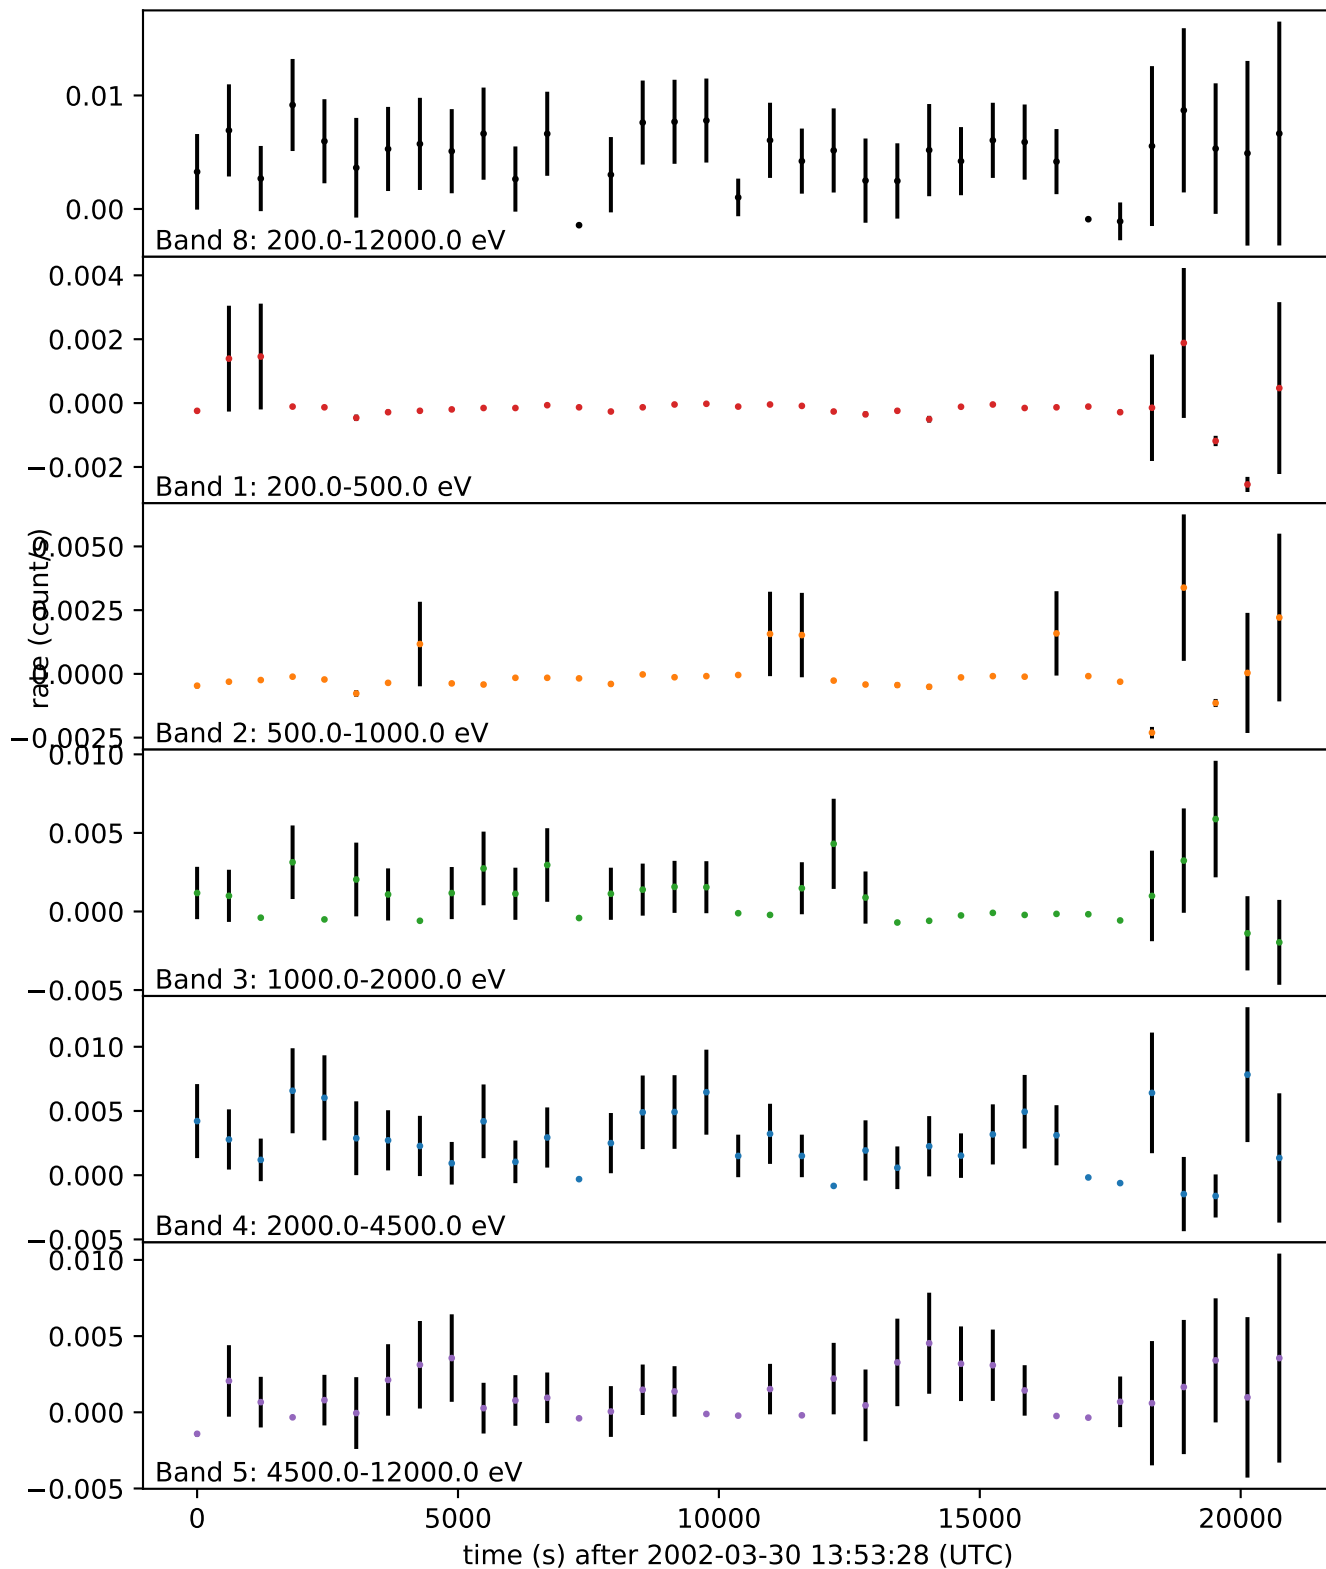 0.01
0.00
Band 8: 200.0-12000.0 eV
0.004
0.002
0.000
−0.002
Band 1: 200.0-500.0 eV
rate (count/s)
0.0050
0.0025
0.0000
−0.0025
Band 2: 500.0-1000.0 eV
0.010
0.005
0.000
−0.005
Band 3: 1000.0-2000.0 eV
0.010
0.005
0.000
−0.005
Band 4: 2000.0-4500.0 eV
0.010
0.005
0.000
−0.005
Band 5: 4500.0-12000.0 eV
0 5000 10000 15000 20000
time (s) after 2002-03-30 13:53:28 (UTC)